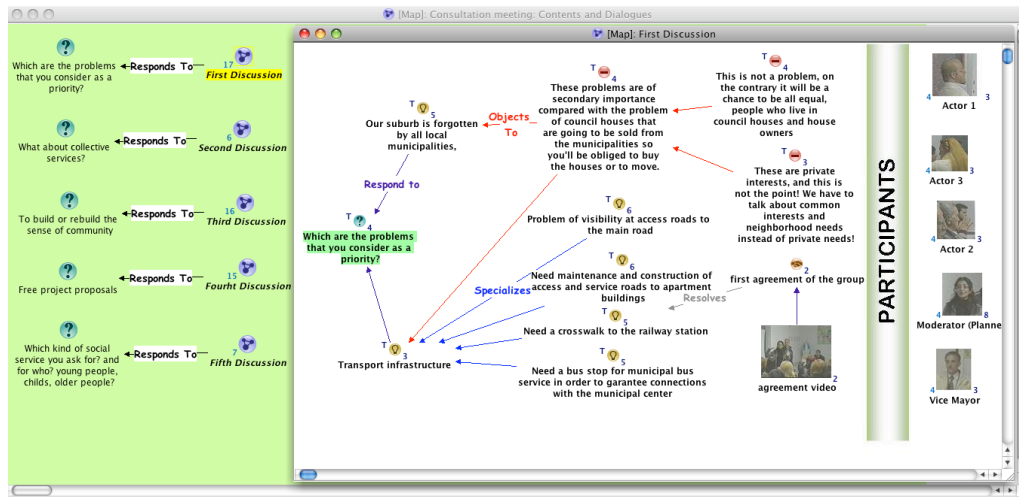 [Map]: Consultation meeting: Contents and Dialogues
Which are the problems
that you consider as a
priority?
Responds To
17
First Discussion
What about collective
services?
Responds To
6
Second Discussion
To build or rebuild the
sense of community
Responds To
16
Third Discussion
Free project proposals
Responds To
15
Fourht Discussion
Which kind of social
service you ask for? and
for who? young people,
childs, older people?
Responds To
7
Fifth Discussion
[Map]: First Discussion
T
5
Our suburb is forgotten
by all local
municipalities,
Respond to
T
4
Which are the problems
that you consider as a
priority?
T
3
Transport infrastructure
Objects
To
T
4
These problems are of
secondary importance
compared with the problem
of council houses that
are going to be sold from
the municipalities so
you'll be obliged to buy
the houses or to move.
T
4
This is not a problem, on
the contrary it will be a
chance to be all equal,
people who live in
council houses and house
owners
T
3
These are private
interests, and this is
not the point! We have to
talk about common
interests and
neighborhood needs
instead of private needs!
T
6
Problem of visibility at access roads to
the main road
Specializes
T
6
Need maintenance and construction of
access and service roads to apartment
buildings
Resolves
2
first agreement of the group
T
5
Need a crosswalk to the railway station
T
5
Need a bus stop for municipal bus
service in order to garantee connections
with the municipal center
2
agreement video
PARTICIPANTS
4
3
Actor 1
4
3
Actor 3
4
3
Actor 2
4
8
Moderator (Planne
4
3
Vice Mayor